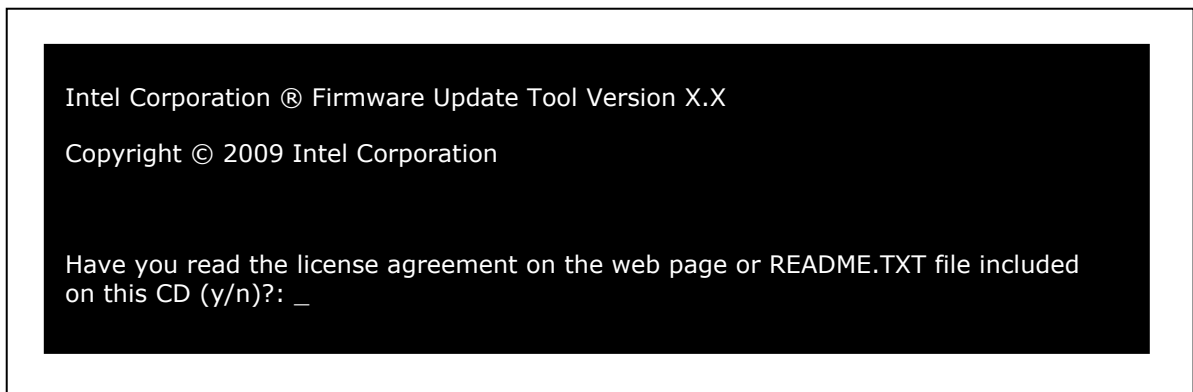 Intel Corporation ® Firmware Update Tool Version X.X
Copyright © 2009 Intel Corporation
Have you read the license agreement on the web page or README.TXT file included
on this CD (y/n)?: _